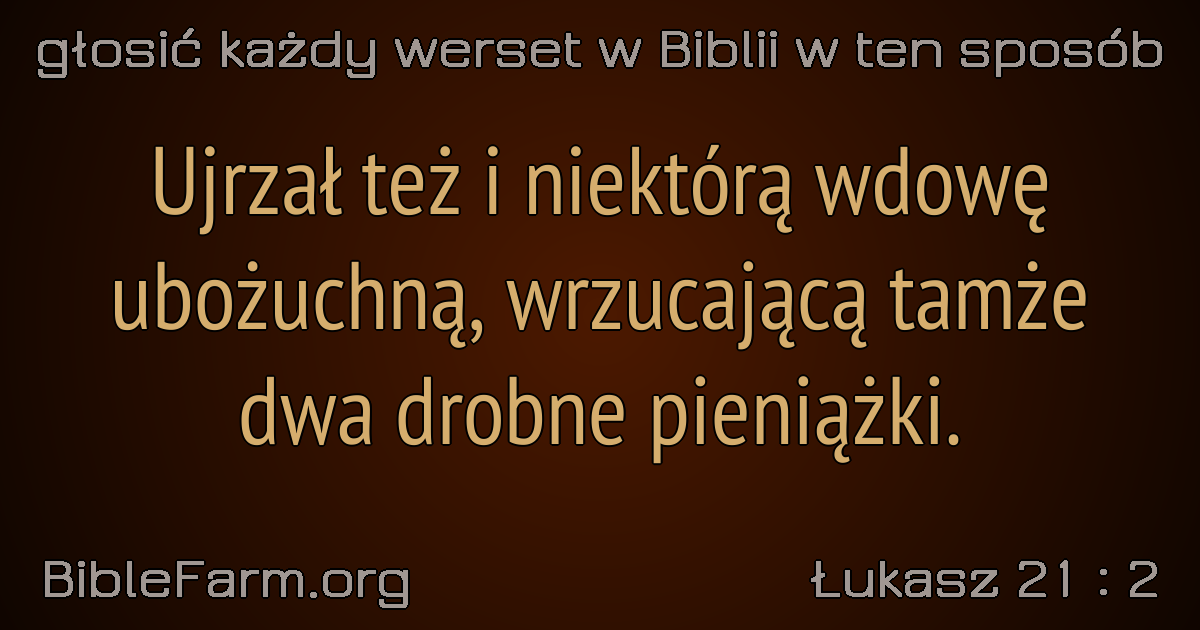 głosić każdy werset w Biblii w ten sposób
Ujrzał też i niektórą wdowę
ubożuchną, wrzucającą tamże
dwa drobne pieniążki.
BibleFarm.org
Łukasz 21 : 2